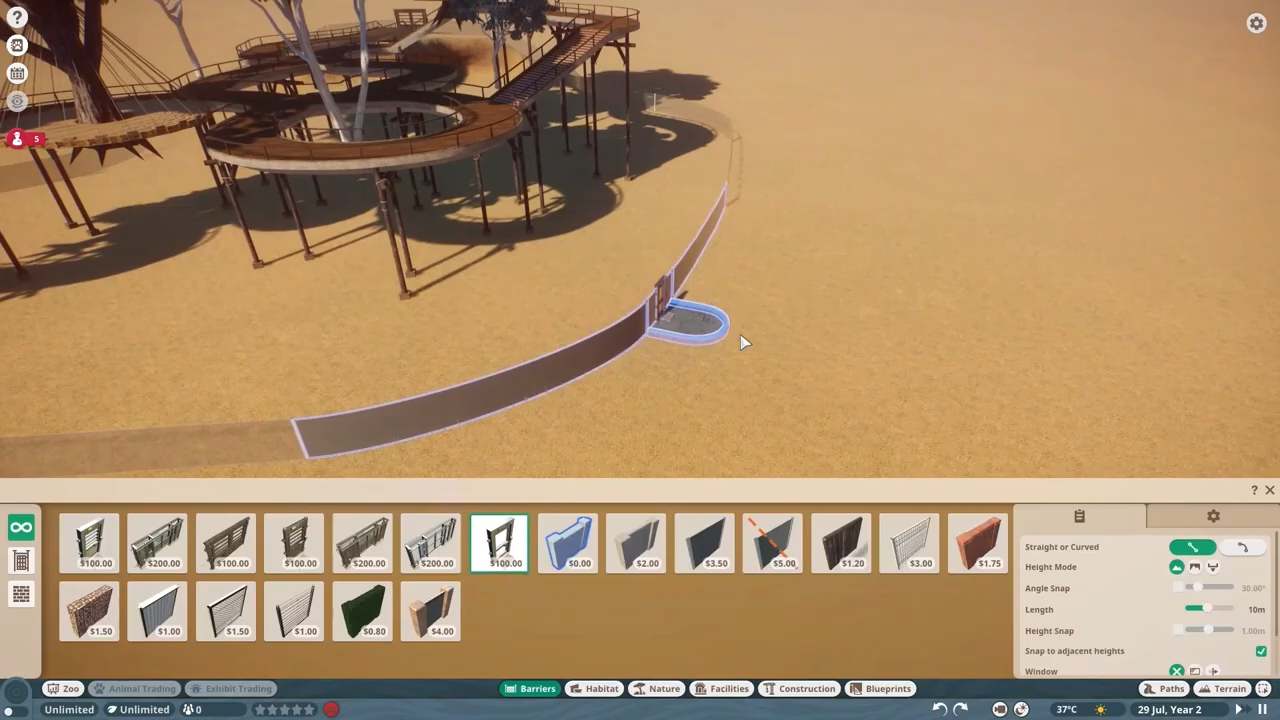 ?
5
? ×
$100.00 $200.00 $100.00 $100.00 $200.00 $200.00 $100.00 $0.00 $2.00 $3.50 $5.00 $1.20 $3.00 $1.75
$1.50 $1.00 $1.50 $1.00 $0.80 $4.00
Straight or Curved
Height Mode
Angle Snap 30.00°
Length 10m
Height Snap 1.00m
Snap to adjacent heights
Window
Zoo Animal Trading Exhibit Trading Barriers Habitat Nature Facilities Construction Blueprints Paths Terrain
Unlimited Unlimited 0 37°C 29 Jul, Year 2